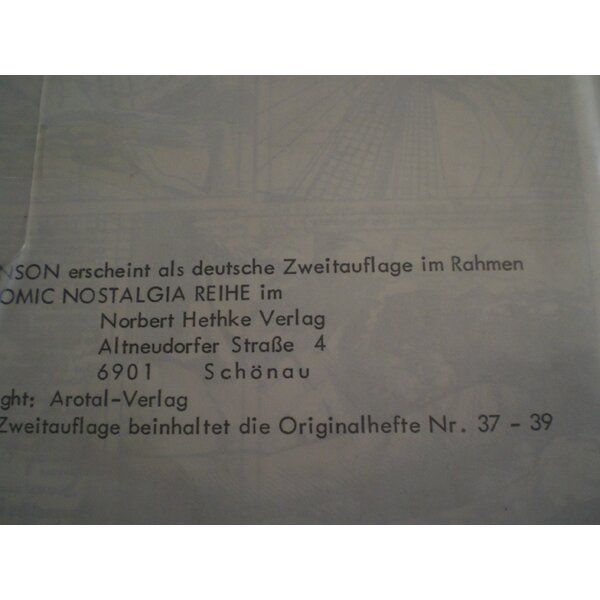 NSON erscheint als deutsche Zweitauflage im Rahmen
OMIC NOSTALGIA REIHE im
Norbert Hethke Verlag
Altneudorfer Straße 4
6901 Schönau
ght: Arotal-Verlag
Zweitauflage beinhaltet die Originalhefte Nr. 37 - 39